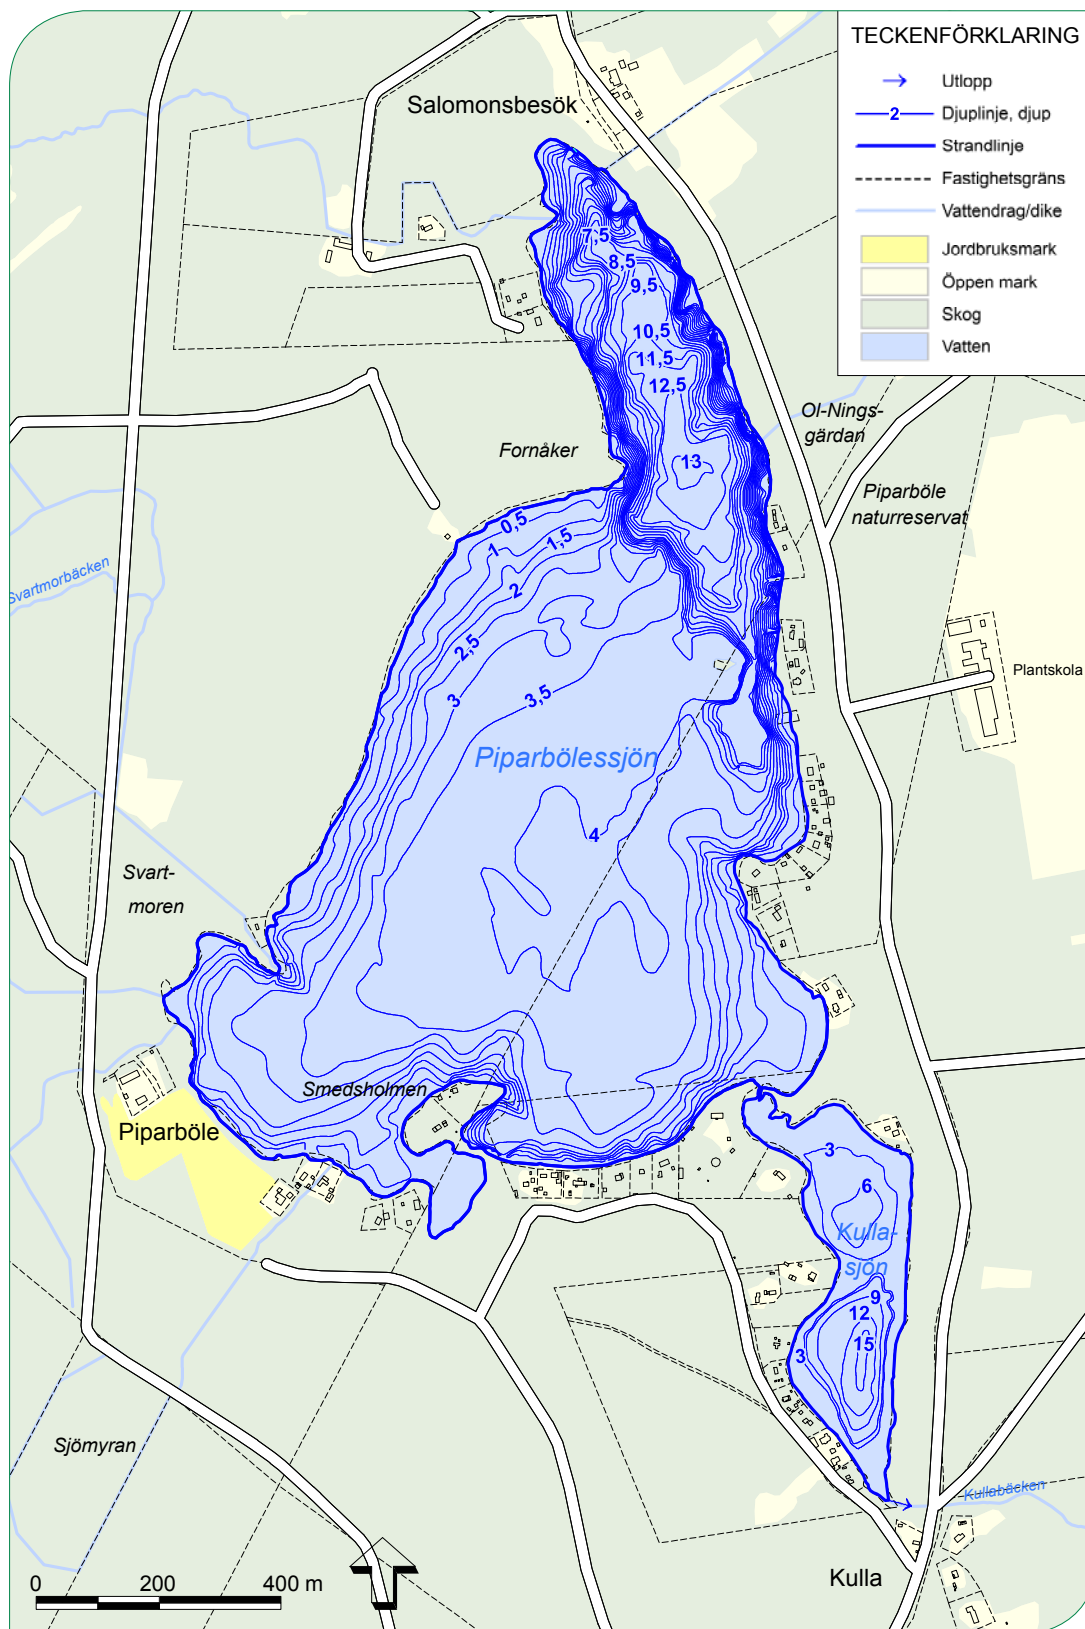 TECKENFÖRKLARING
Utlopp
2
Djuplinje, djup
Strandlinje
Fastighetsgräns
Vattendrag/dike
Jordbruksmark
Öppen mark
Skog
Vatten
Salomonsbesök
7,5
8,5
9,5
10,5
11,5
12,5
13
Ol-Nings-
gärdan
Fornåker
Piparböle
naturreservat
0,5
1
1,5
2
2,5
3
3,5
Svartmorbäcken
Plantskola
Piparbölessjön
4
Svart-
moren
Smedsholmen
Piparböle
3
6
Kulla-
sjön
9
12
15
3
Sjömyran
Kullabäcken
Kulla
0 200 400 m